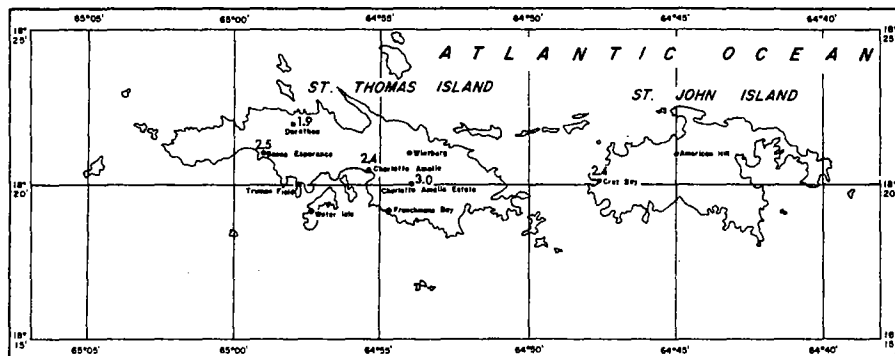 65°05' 65°00' 64°55' 64°50' 64°45' 64°40'
18° 25' 18° 25'
ATLANTIC OCEAN
ST. THOMAS ISLAND
ST. JOHN ISLAND
1.9
Dorothea
2.5
Bonne Esperance
Wintberg
American Hill
2.4
Charlotte Amalie
2.4
Cruz Bay
18° 20' 18° 20'
3.0
Truman Field
Charlotte Amalie Estate
Water Isle
Frenchmans Bay
18° 15' 18° 15'
65°05' 65°00' 64°55' 64°50' 64°45' 64°40'